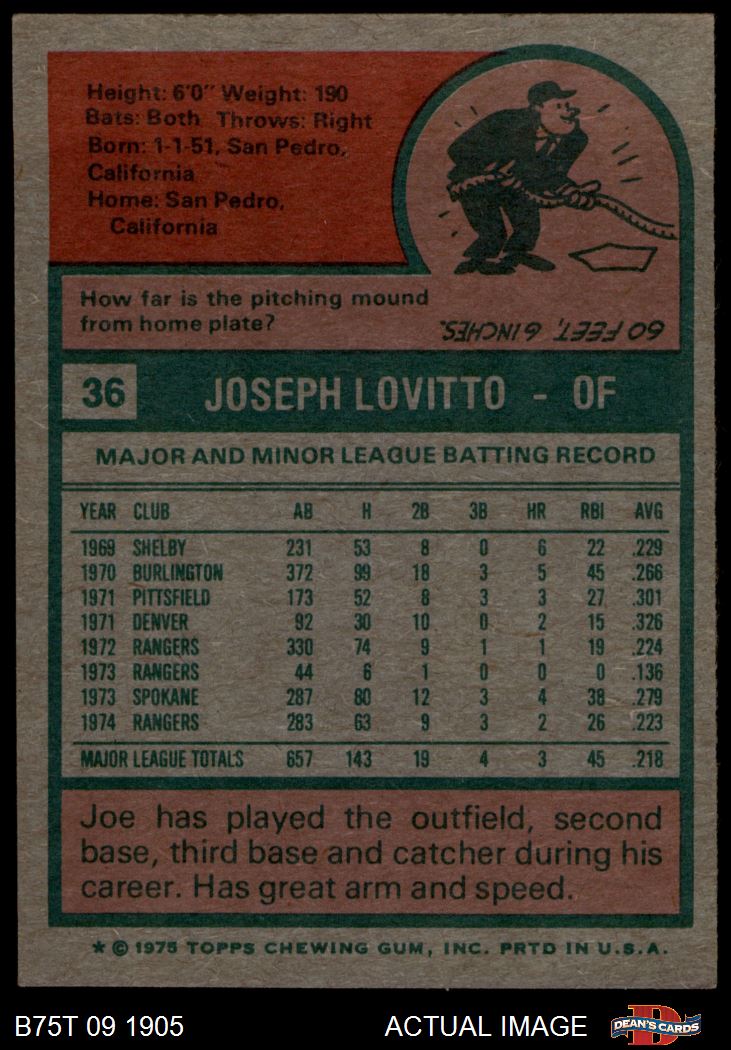 Height: 6'0" Weight: 190
Bats: Both Throws: Right
Born: 1-1-51, San Pedro,
California
Home: San Pedro,
California
How far is the pitching mound
from home plate?
60 FEET, 6 INCHES.
36 JOSEPH LOVITTO - OF
MAJOR AND MINOR LEAGUE BATTING RECORD
YEAR CLUB AB H 2B 3B HR RBI AVG
1969 SHELBY 231 53 8 0 6 22 .229
1970 BURLINGTON 372 99 18 3 5 45 .266
1971 PITTSFIELD 173 52 8 3 3 27 .301
1971 DENVER 92 30 10 0 2 15 .326
1972 RANGERS 330 74 9 1 1 19 .224
1973 RANGERS 44 6 1 0 0 0 .136
1973 SPOKANE 287 80 12 3 4 38 .279
1974 RANGERS 283 63 9 3 2 26 .223
MAJOR LEAGUE TOTALS 657 143 19 4 3 45 .218
Joe has played the outfield, second
base, third base and catcher during his
career. Has great arm and speed.
* © 1975 TOPPS CHEWING GUM, INC. PRTD IN U.S.A.
B75T 09 1905 ACTUAL IMAGE D DEAN'S CARDS